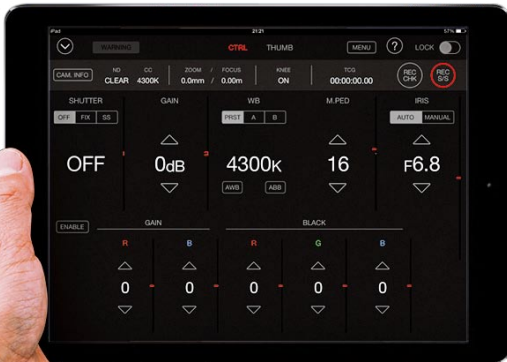 iPad 21:21 57%
WARNING CTRL THUMB MENU ? LOCK
CAM. INFO ND CC ZOOM / FOCUS KNEE TCG REC CHK REC S/S
CLEAR 4300K 0.0mm / 0.00m ON 00:00:00.00
SHUTTER GAIN WB M.PED IRIS
OFF FIX SS PRST A B AUTO MANUAL
OFF 0dB 4300K 16 F6.8
AWB ABB
ENABLE GAIN BLACK
R B R G B
0 0 0 0 0